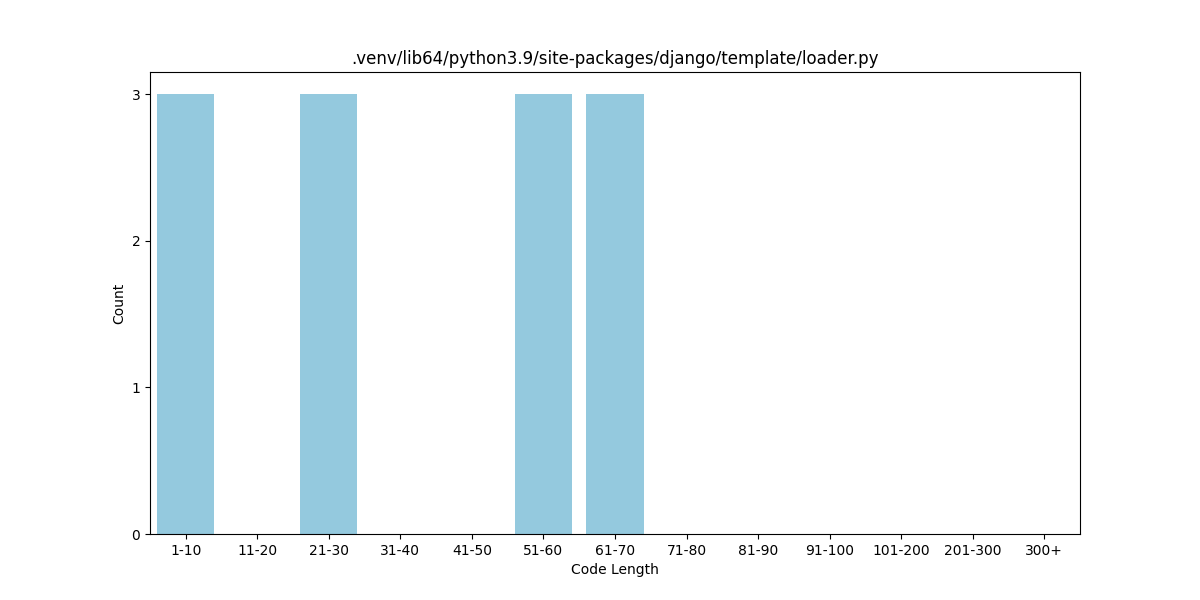 .venv/lib64/python3.9/site-packages/django/template/loader.py
3
2
1
0
Count
1-10 11-20 21-30 31-40 41-50 51-60 61-70 71-80 81-90 91-100 101-200 201-300 300+
Code Length